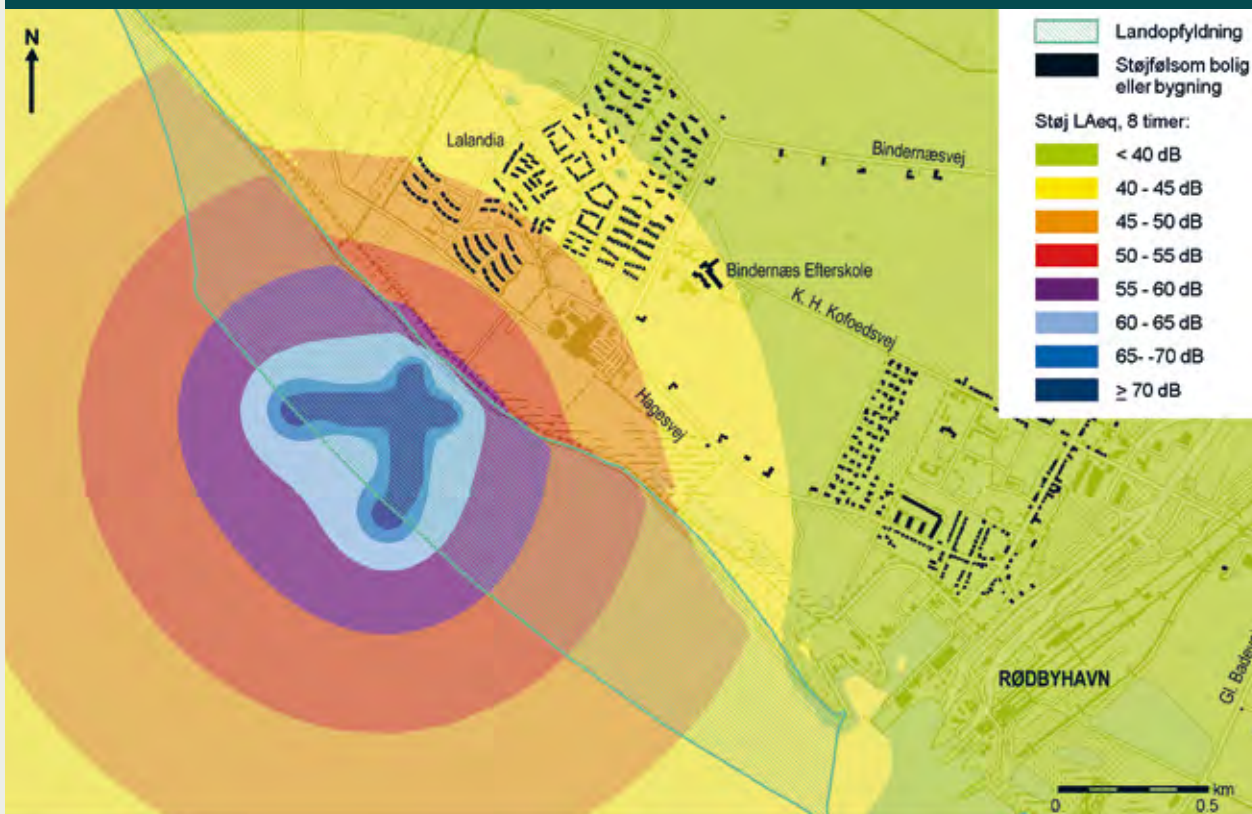 N
Landopfyldning
Støjfølsom bolig
eller bygning
Støj LAeq, 8 timer:
< 40 dB
40 - 45 dB
45 - 50 dB
50 - 55 dB
55 - 60 dB
60 - 65 dB
65- -70 dB
≥ 70 dB
Lalandia
Bindernæsvej
Bindernæs Efterskole
K. H. Kofoedsvej
Hagesvej
RØDBYHAVN
Gl. Badevej
km
0 0.5